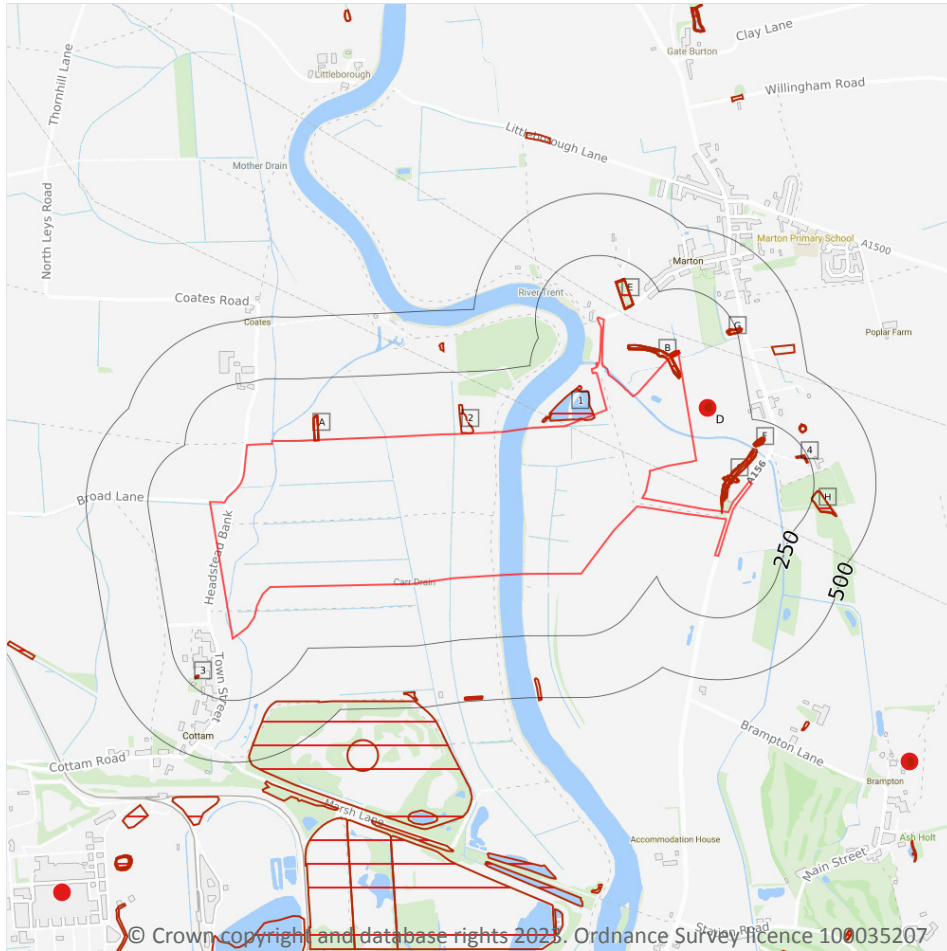 Thornhill Lane
Gate Burton
Clay Lane
Littleborough
Willingham Road
Littleborough Lane
Mother Drain
North Leys Road
Marton Primary School
A1500
Marton
Coates Road
River Trent
E
Coates
G
Poplar Farm
B
1
D
A
2
F
4
A156
H
Broad Lane
Headstead Bank
250
500
Carr Drain
3
Town Street
Cottam
Cottam Road
Brampton Lane
Brampton
Marsh Lane
Accommodation House
Ash Holt
Main Street
Station Road
© Crown copyright and database rights 2023. Ordnance Survey licence 100035207